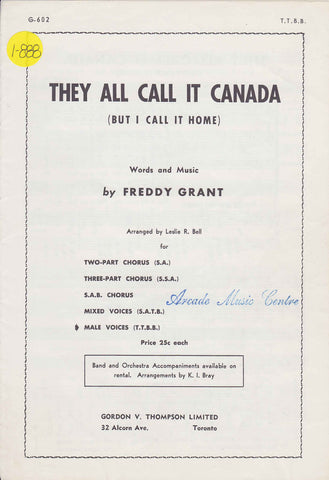 G-602
T.T.B.B.
1-888
THEY ALL CALL IT CANADA
(BUT I CALL IT HOME)
Words and Music
by FREDDY GRANT
Arranged by Leslie R. Bell
for
TWO-PART CHORUS (S.A.)
THREE-PART CHORUS (S.S.A.)
S.A.B. CHORUS
Arcade Music Centre
MIXED VOICES (S.A.T.B.)
MALE VOICES (T.T.B.B.)
Price 25c each
Band and Orchestra Accompaniments available on
rental. Arrangements by K. I. Bray
GORDON V. THOMPSON LIMITED
32 Alcorn Ave. Toronto